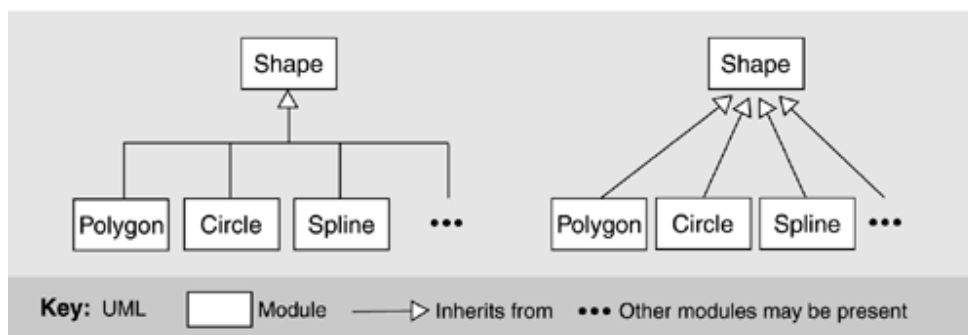 Shape
Shape
Polygon Circle Spline •••
Polygon Circle Spline •••
Key: UML Module Inherits from ••• Other modules may be present